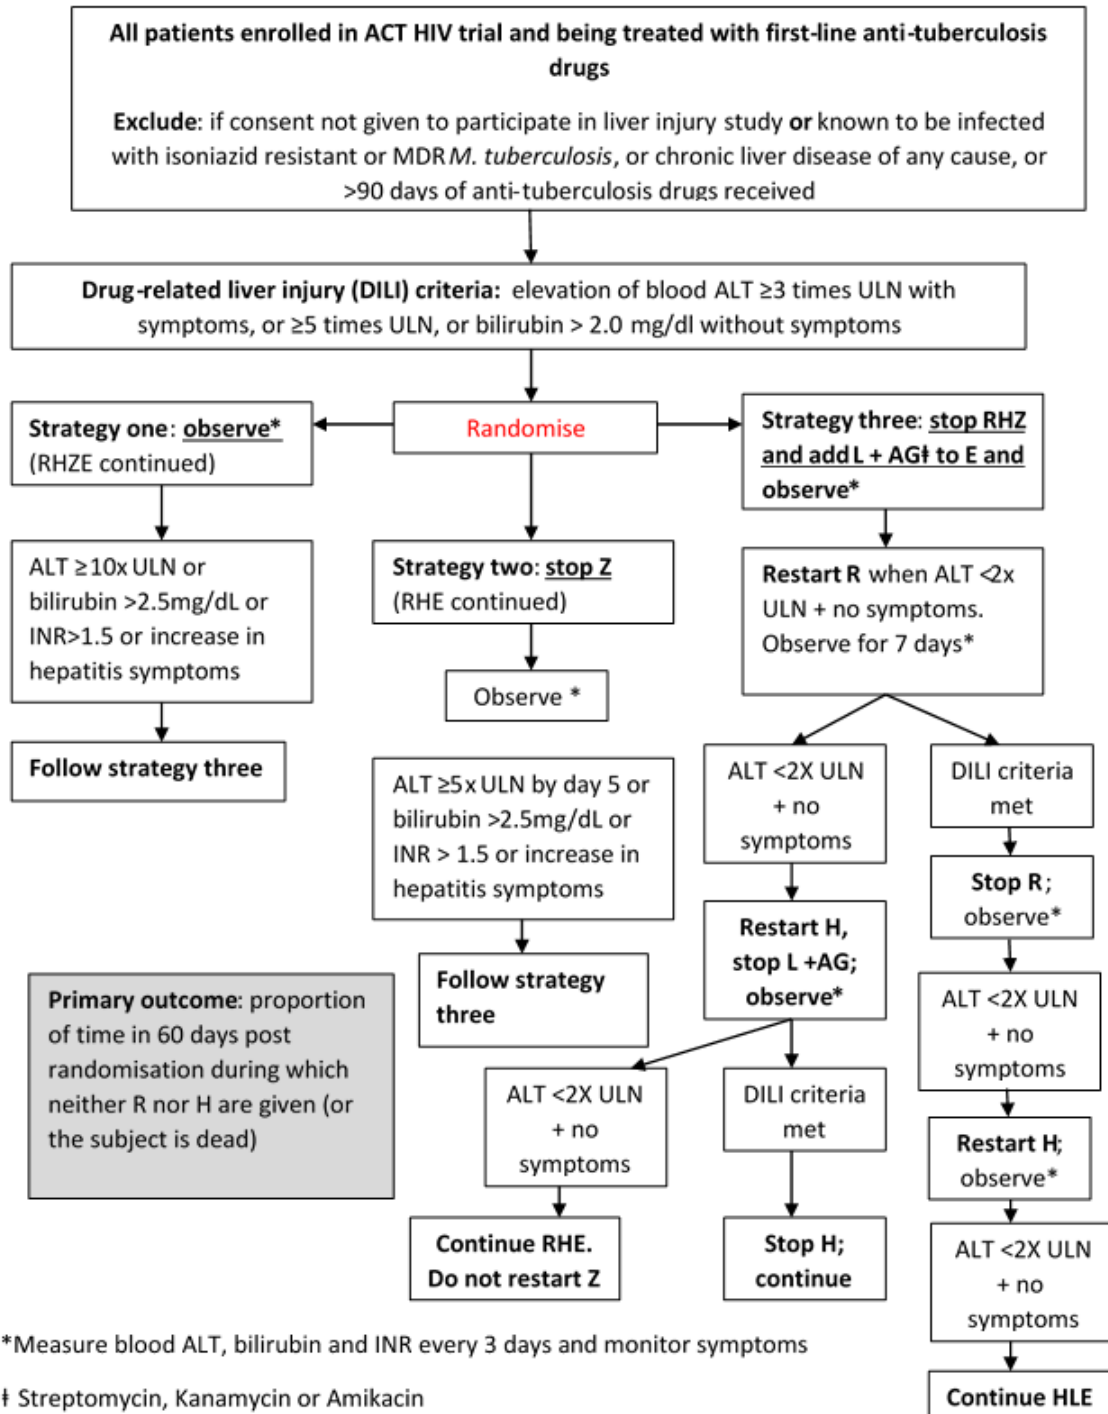 All patients enrolled in ACT HIV trial and being treated with first-line anti-tuberculosis
drugs
Exclude: if consent not given to participate in liver injury study or known to be infected
with isoniazid resistant or MDR M. tuberculosis, or chronic liver disease of any cause, or
>90 days of anti-tuberculosis drugs received
Drug-related liver injury (DILI) criteria: elevation of blood ALT ≥3 times ULN with
symptoms, or ≥5 times ULN, or bilirubin > 2.0 mg/dl without symptoms
Randomise
Strategy one: observe*
(RHZE continued)
ALT ≥10x ULN or
bilirubin >2.5mg/dL or
INR>1.5 or increase in
hepatitis symptoms
Follow strategy three
Strategy two: stop Z
(RHE continued)
Observe *
ALT ≥5x ULN by day 5 or
bilirubin >2.5mg/dL or
INR > 1.5 or increase in
hepatitis symptoms
Follow strategy
three
Strategy three: stop RHZ
and add L + AGǂ to E and
observe*
Restart R when ALT <2x
ULN + no symptoms.
Observe for 7 days*
ALT <2X ULN
+ no
symptoms
Restart H,
stop L +AG;
observe*
ALT <2X ULN
+ no
symptoms
Continue RHE.
Do not restart Z
DILI criteria
met
Stop H;
continue
DILI criteria
met
Stop R;
observe*
ALT <2X ULN
+ no
symptoms
Restart H;
observe*
ALT <2X ULN
+ no
symptoms
Continue HLE
Primary outcome: proportion
of time in 60 days post
randomisation during which
neither R nor H are given (or
the subject is dead)
*Measure blood ALT, bilirubin and INR every 3 days and monitor symptoms
ǂ Streptomycin, Kanamycin or Amikacin